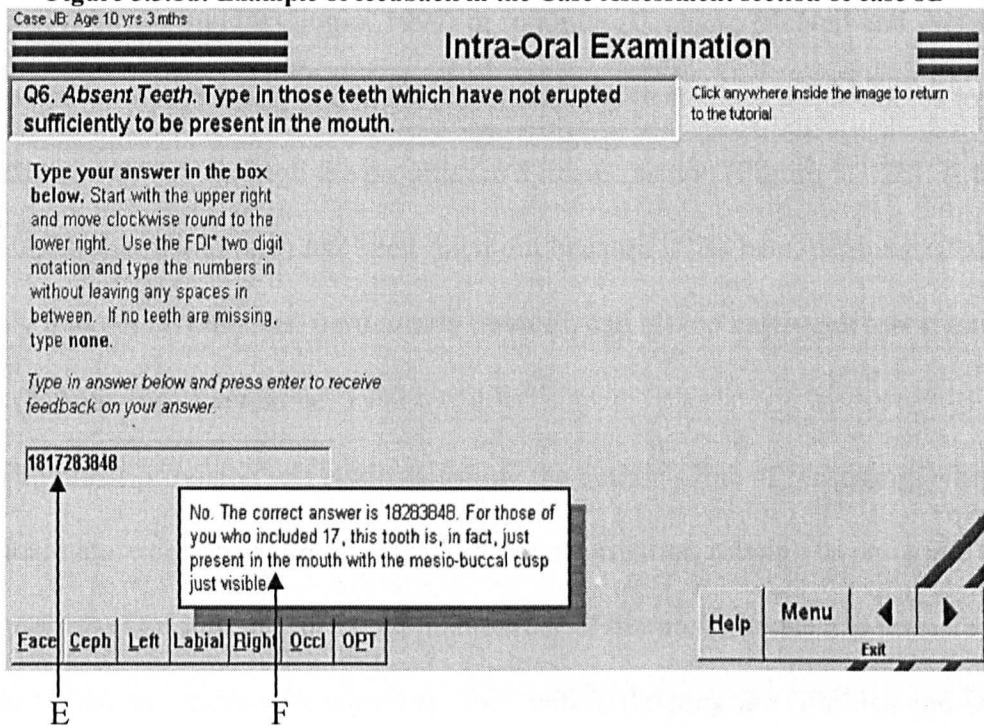 Case JB: Age 10 yrs 3 mths
Intra-Oral Examination
Q6. Absent Teeth. Type in those teeth which have not erupted
sufficiently to be present in the mouth.
Click anywhere inside the image to return
to the tutorial
Type your answer in the box
below. Start with the upper right
and move clockwise round to the
lower right. Use the FDI* two digit
notation and type the numbers in
without leaving any spaces in
between. If no teeth are missing,
type none.
Type in answer below and press enter to receive
feedback on your answer.
1817283848
No. The correct answer is 18283848. For those of
you who included 17, this tooth is, in fact, just
present in the mouth with the mesio-buccal cusp
just visible.
Face Ceph Left Labial Right Occl OPT
Help Menu
Exit
E F